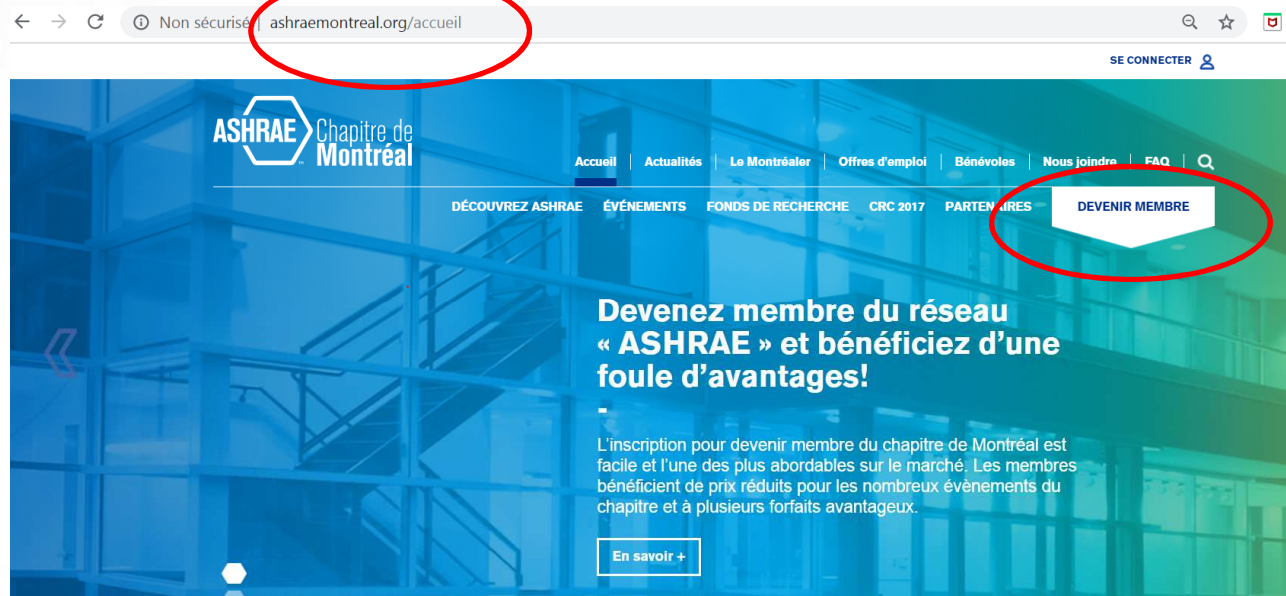 Non sécurisé | ashraemontreal.org/accueil
SE CONNECTER
ASHRAE Chapitre de
Montréal
Accueil | Actualités | Le Montréaler | Offres d'emploi | Bénévoles | Nous joindre | FAQ |
DÉCOUVREZ ASHRAE ÉVÉNEMENTS FONDS DE RECHERCHE CRC 2017 PARTENAIRES DEVENIR MEMBRE
Devenez membre du réseau
« ASHRAE » et bénéficiez d’une
foule d’avantages!
-
L’inscription pour devenir membre du chapitre de Montréal est
facile et l’une des plus abordables sur le marché. Les membres
bénéficient de prix réduits pour les nombreux évènements du
chapitre et à plusieurs forfaits avantageux.
En savoir +